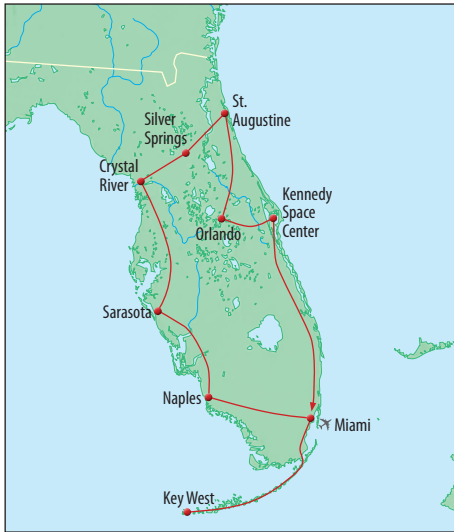 St.
Augustine
Silver
Springs
Crystal
River
Kennedy
Space
Center
Orlando
Sarasota
Naples
Miami
Key West